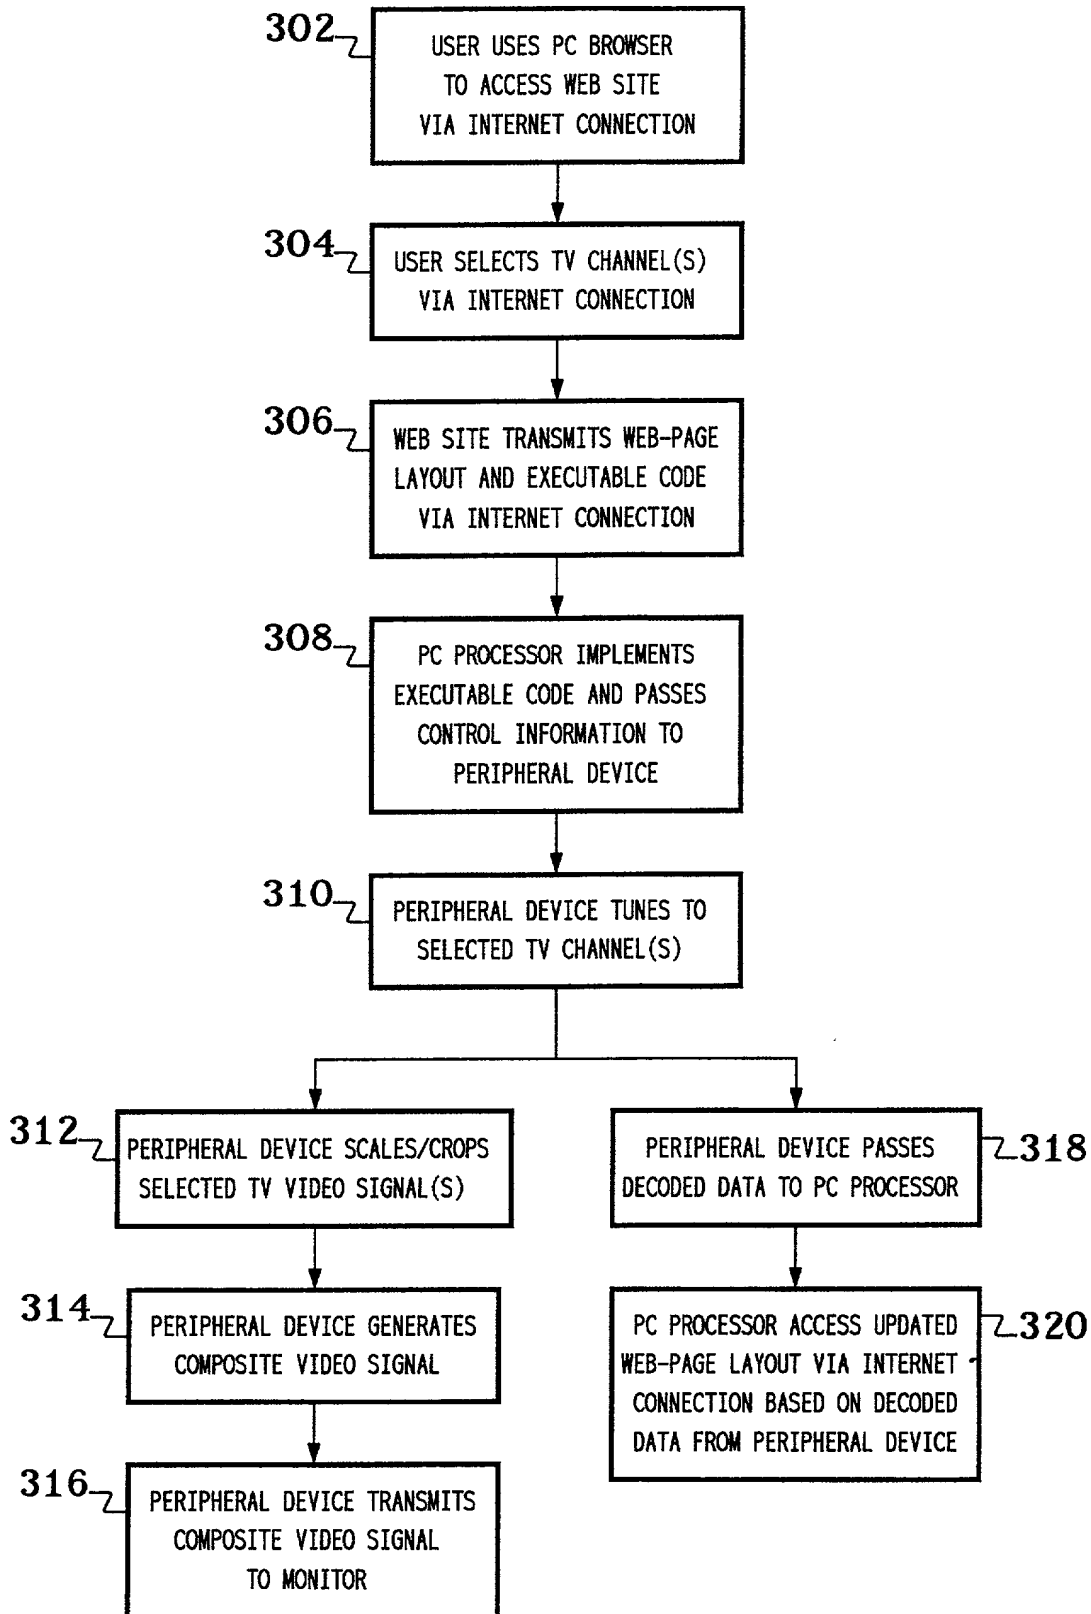 302
USER USES PC BROWSER
TO ACCESS WEB SITE
VIA INTERNET CONNECTION
304
USER SELECTS TV CHANNEL(S)
VIA INTERNET CONNECTION
306
WEB SITE TRANSMITS WEB-PAGE
LAYOUT AND EXECUTABLE CODE
VIA INTERNET CONNECTION
308
PC PROCESSOR IMPLEMENTS
EXECUTABLE CODE AND PASSES
CONTROL INFORMATION TO
PERIPHERAL DEVICE
310
PERIPHERAL DEVICE TUNES TO
SELECTED TV CHANNEL(S)
312
PERIPHERAL DEVICE SCALES/CROPS
SELECTED TV VIDEO SIGNAL(S)
314
PERIPHERAL DEVICE GENERATES
COMPOSITE VIDEO SIGNAL
316
PERIPHERAL DEVICE TRANSMITS
COMPOSITE VIDEO SIGNAL
TO MONITOR
318
PERIPHERAL DEVICE PASSES
DECODED DATA TO PC PROCESSOR
320
PC PROCESSOR ACCESS UPDATED
WEB-PAGE LAYOUT VIA INTERNET
CONNECTION BASED ON DECODED
DATA FROM PERIPHERAL DEVICE